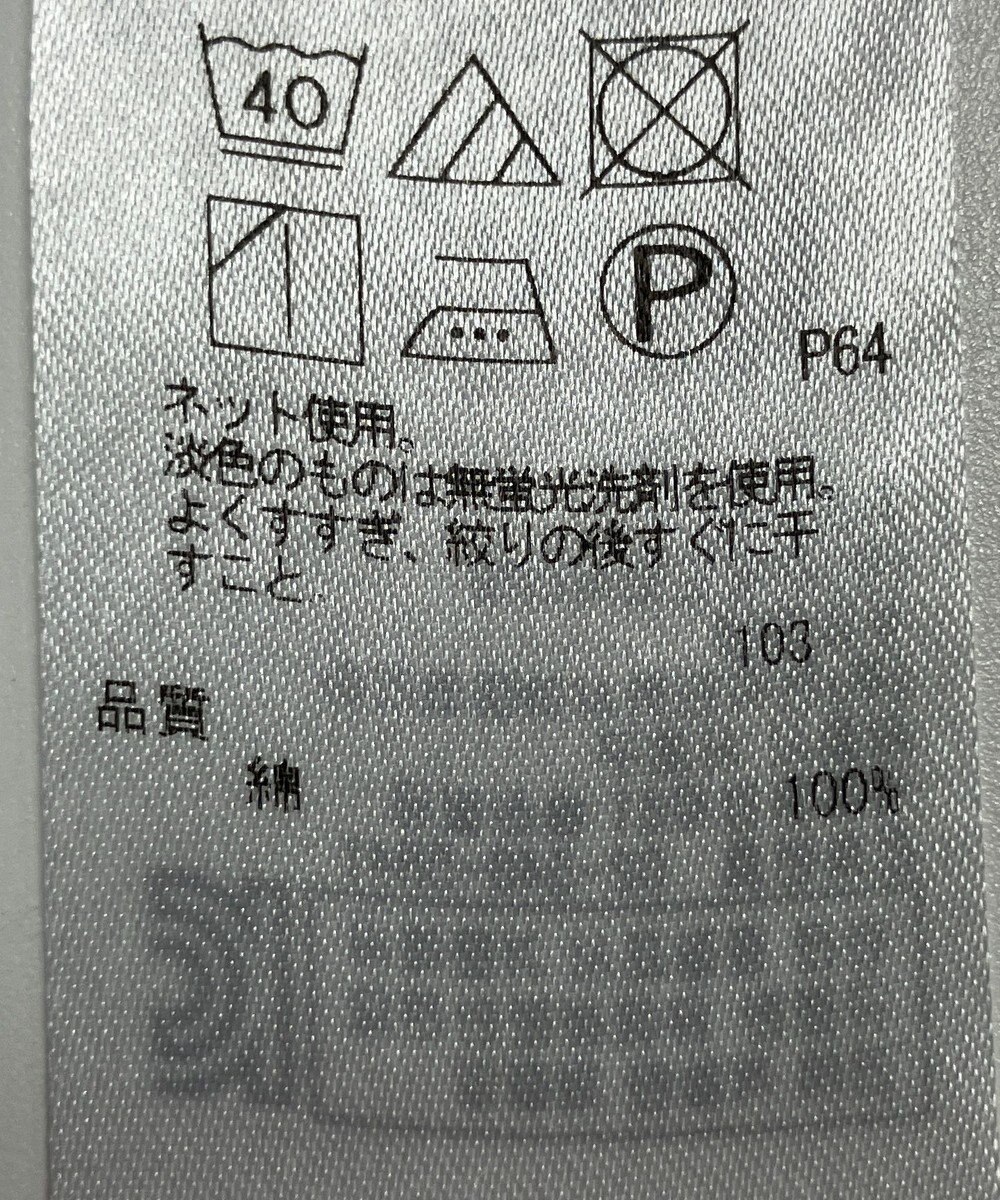 40
P
P64
ネット使用。
淡色のものは無蛍光洗剤を使用。
よくすすぎ、絞りの後すぐに干
すこと.
103
品質
綿 100%